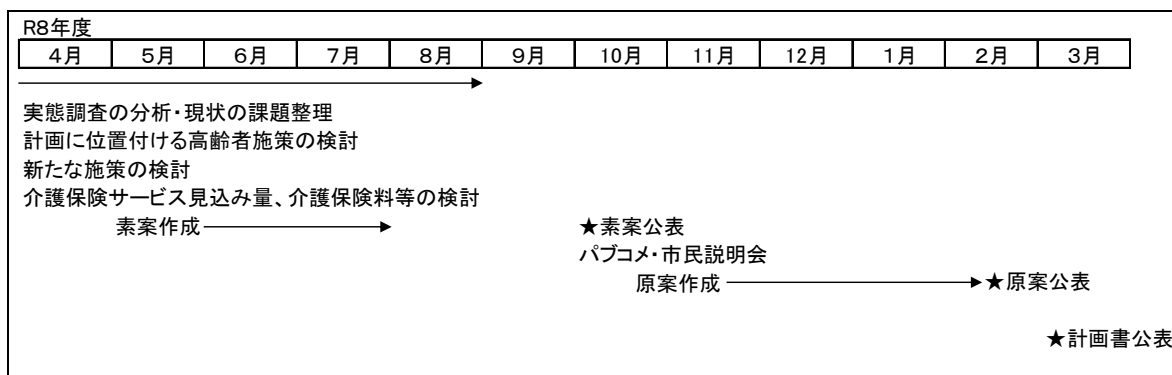 R8年度
4月 5月 6月 7月 8月 9月 10月 11月 12月 1月 2月 3月
実態調査の分析・現状の課題整理
計画に位置付ける高齢者施策の検討
新たな施策の検討
介護保険サービス見込み量、介護保険料等の検討
素案作成 ★素案公表
パブコメ・市民説明会
原案作成 ★原案公表
★計画書公表